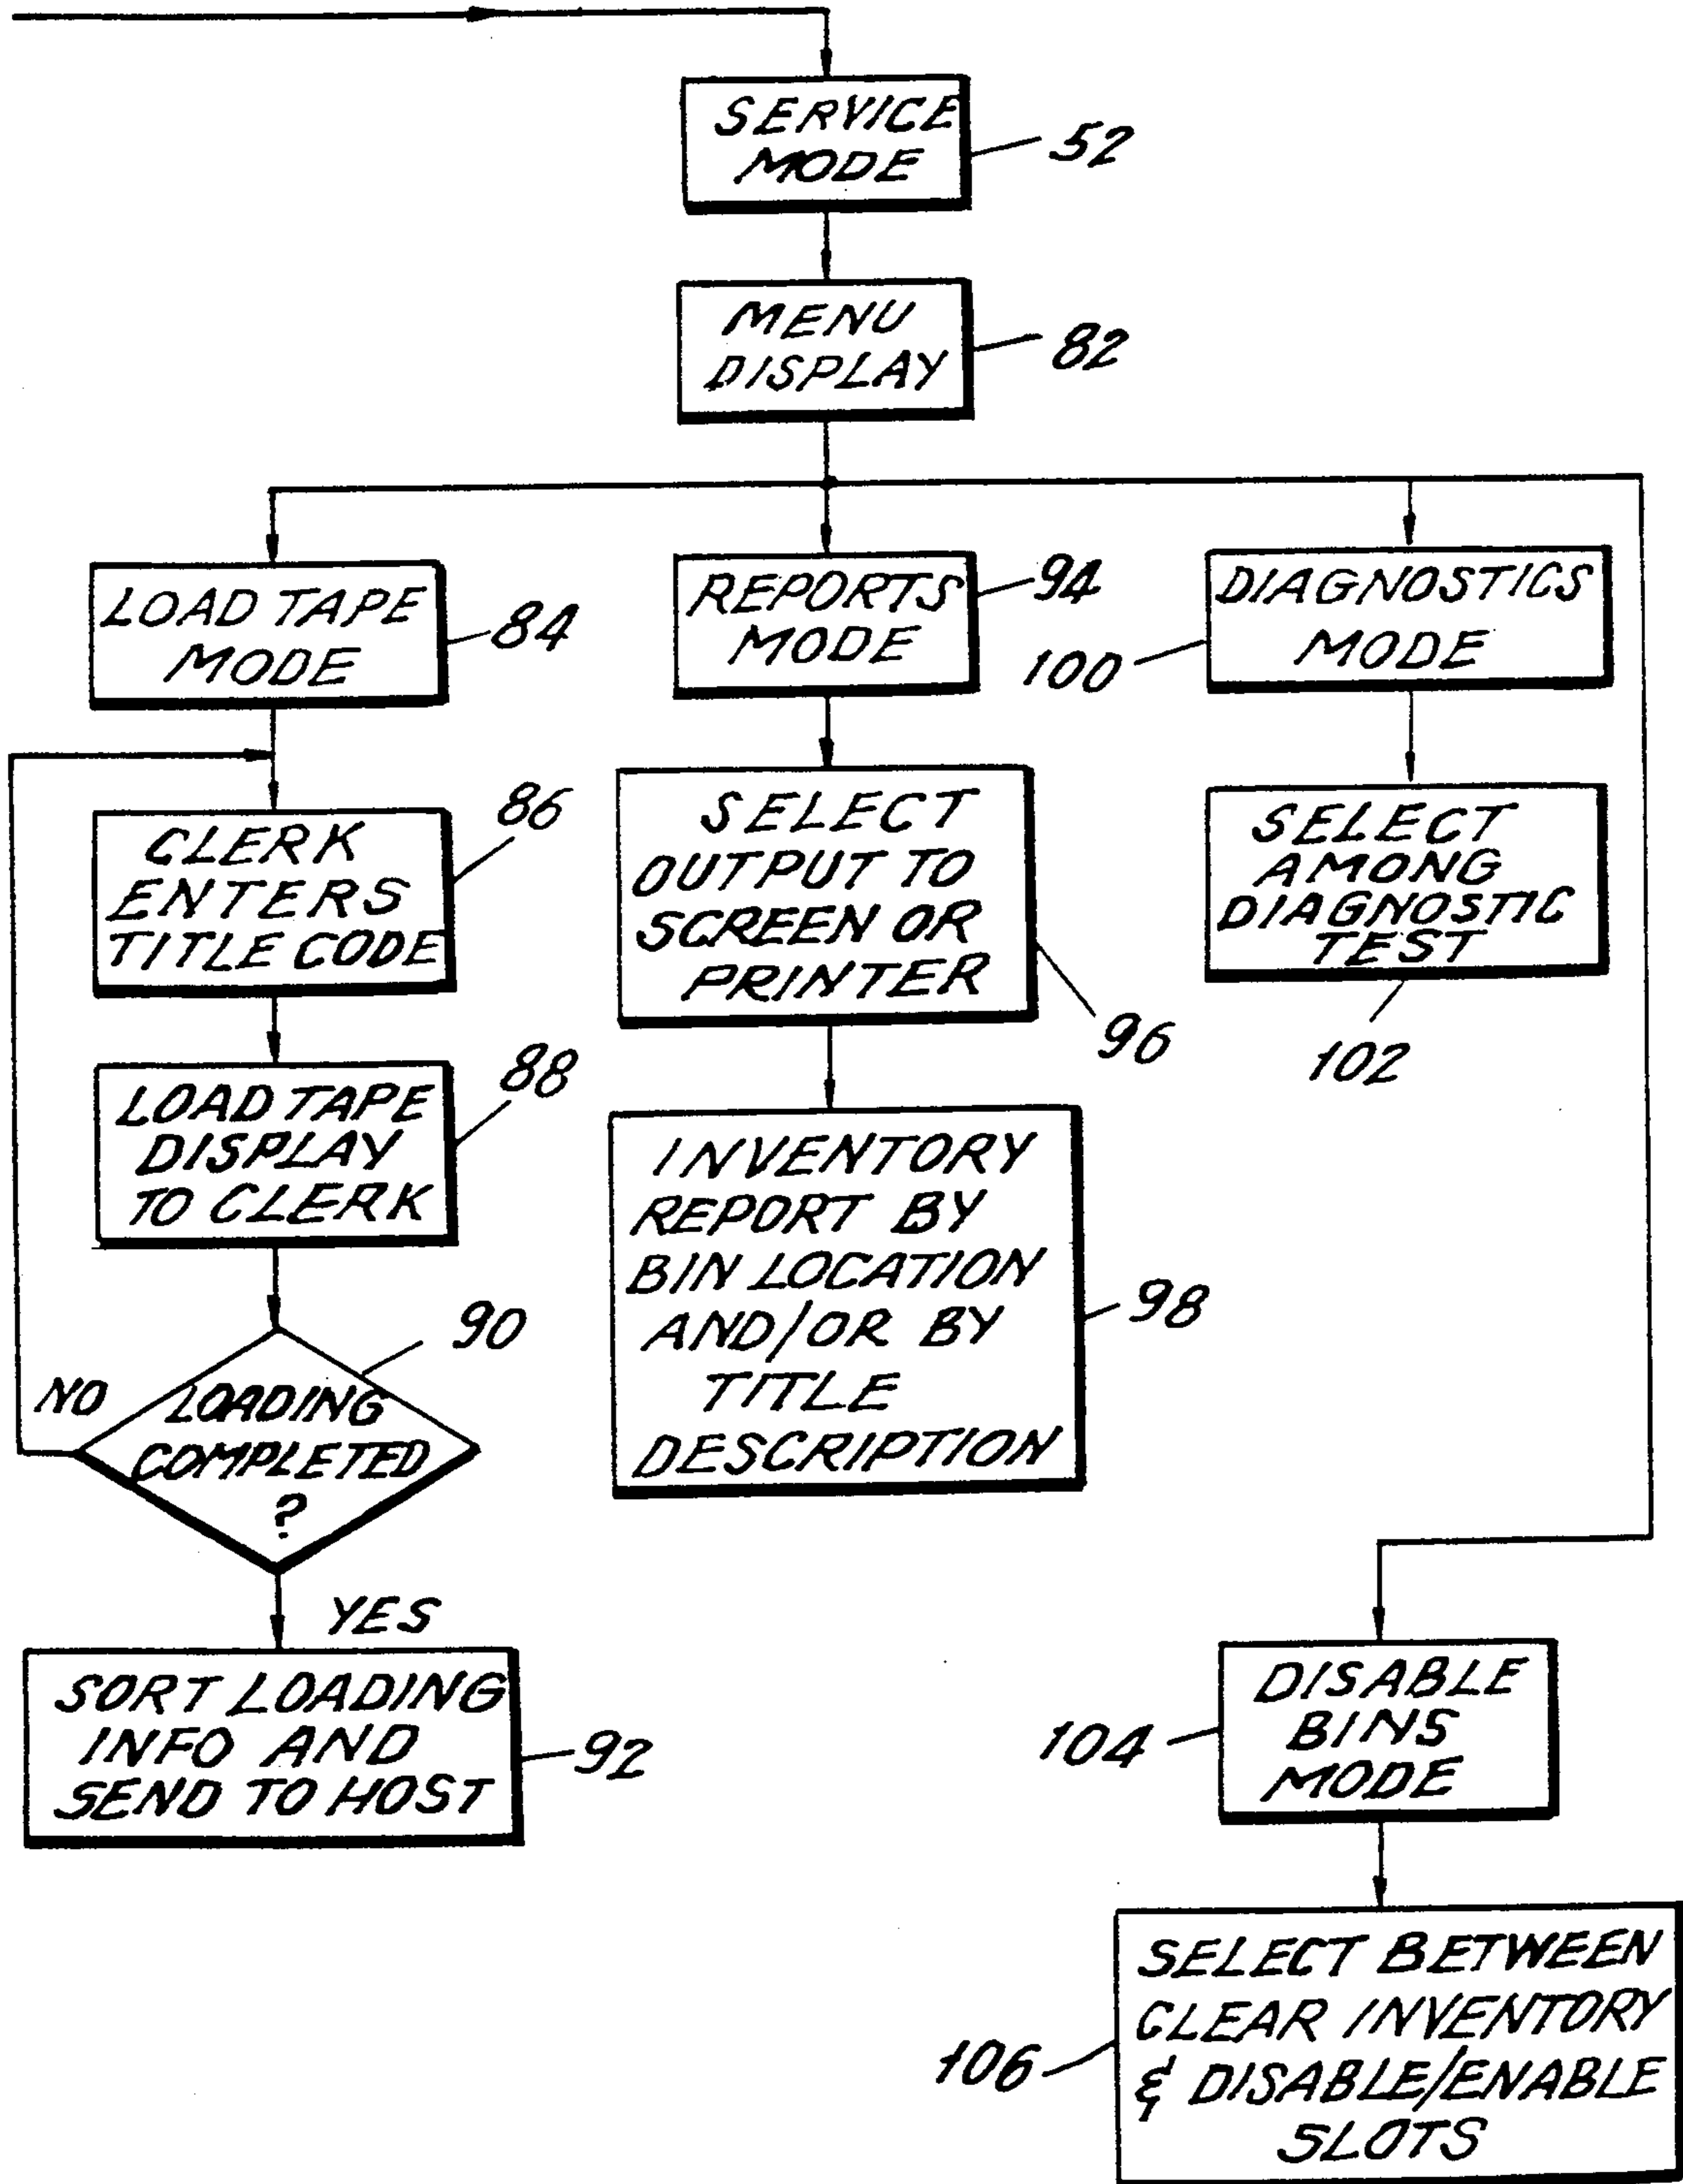 SERVICE
MODE
52
MENU
DISPLAY
82
LOAD TAPE
MODE
84
REPORTS
MODE
94
DIAGNOSTICS
MODE
100
CLERK
ENTERS
TITLE CODE
86
SELECT
OUTPUT TO
SCREEN OR
PRINTER
96
SELECT
AMONG
DIAGNOSTIC
TEST
102
LOAD TAPE
DISPLAY
TO CLERK
88
INVENTORY
REPORT BY
BIN LOCATION
AND/OR BY
TITLE
DESCRIPTION
98
LOADING
COMPLETED
?
90
NO
YES
SORT LOADING
INFO AND
SEND TO HOST
92
DISABLE
BINS
MODE
104
SELECT BETWEEN
CLEAR INVENTORY
& DISABLE/ENABLE
SLOTS
106